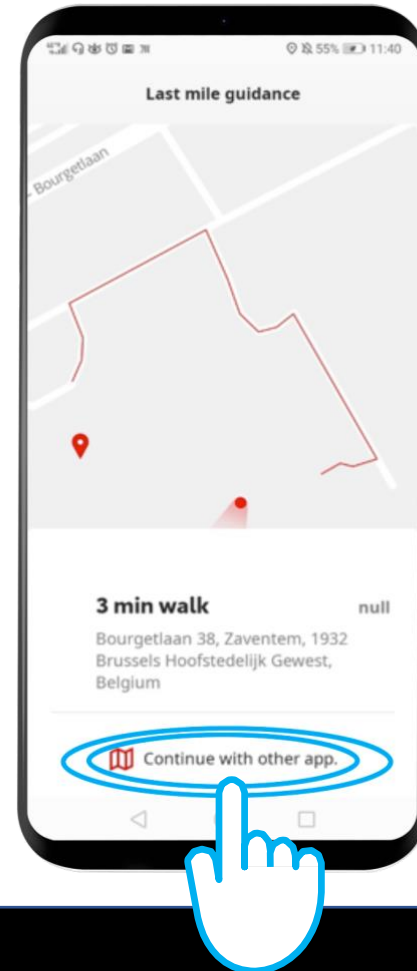 55% 11:40
Last mile guidance
Bourgetlaan
3 min walk null
Bourgetlaan 38, Zaventem, 1932
Brussels Hoofstedelijk Gewest,
Belgium
Continue with other app.